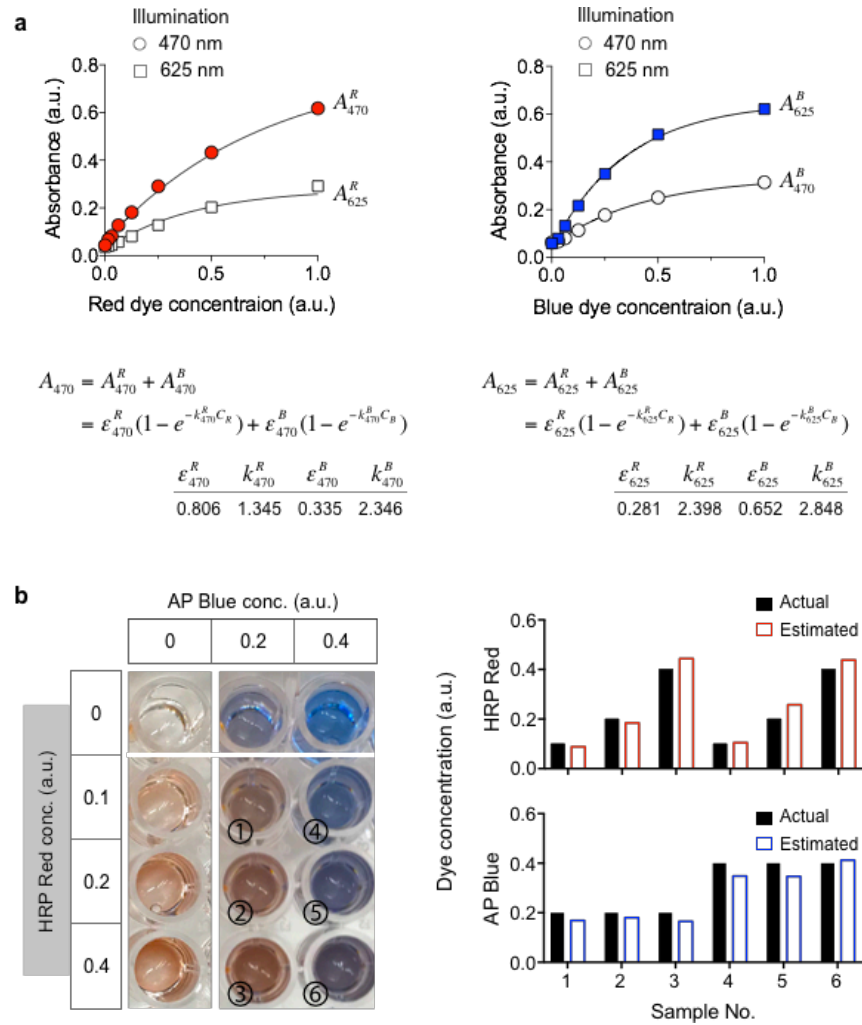 a
Illumination
470 nm
625 nm
Absorbance (a.u.)
0.8
0.6
0.4
0.2
0.0
0.0 0.5 1.0
Red dye concentraion (a.u.)
A^R_470
A^R_625
Illumination
470 nm
625 nm
Absorbance (a.u.)
0.8
0.6
0.4
0.2
0.0
0.0 0.5 1.0
Blue dye concentraion (a.u.)
A^B_625
A^B_470
A_470 = A^R_470 + A^B_470
= ε^R_470(1 − e^{−k^R_470 C_R}) + ε^B_470(1 − e^{−k^B_470 C_B})
ε^R_470 k^R_470 ε^B_470 k^B_470
0.806 1.345 0.335 2.346
A_625 = A^R_625 + A^B_625
= ε^R_625(1 − e^{−k^R_625 C_R}) + ε^B_625(1 − e^{−k^B_625 C_B})
ε^R_625 k^R_625 ε^B_625 k^B_625
0.281 2.398 0.652 2.848
b
AP Blue conc. (a.u.)
0 0.2 0.4
HRP Red conc. (a.u.)
0
0.1
① ④
0.2
② ⑤
0.4
③ ⑥
Dye concentration (a.u.)
HRP Red
Actual
Estimated
0.6
0.4
0.2
0.0
AP Blue
Actual
Estimated
0.6
0.4
0.2
0.0
1 2 3 4 5 6
Sample No.